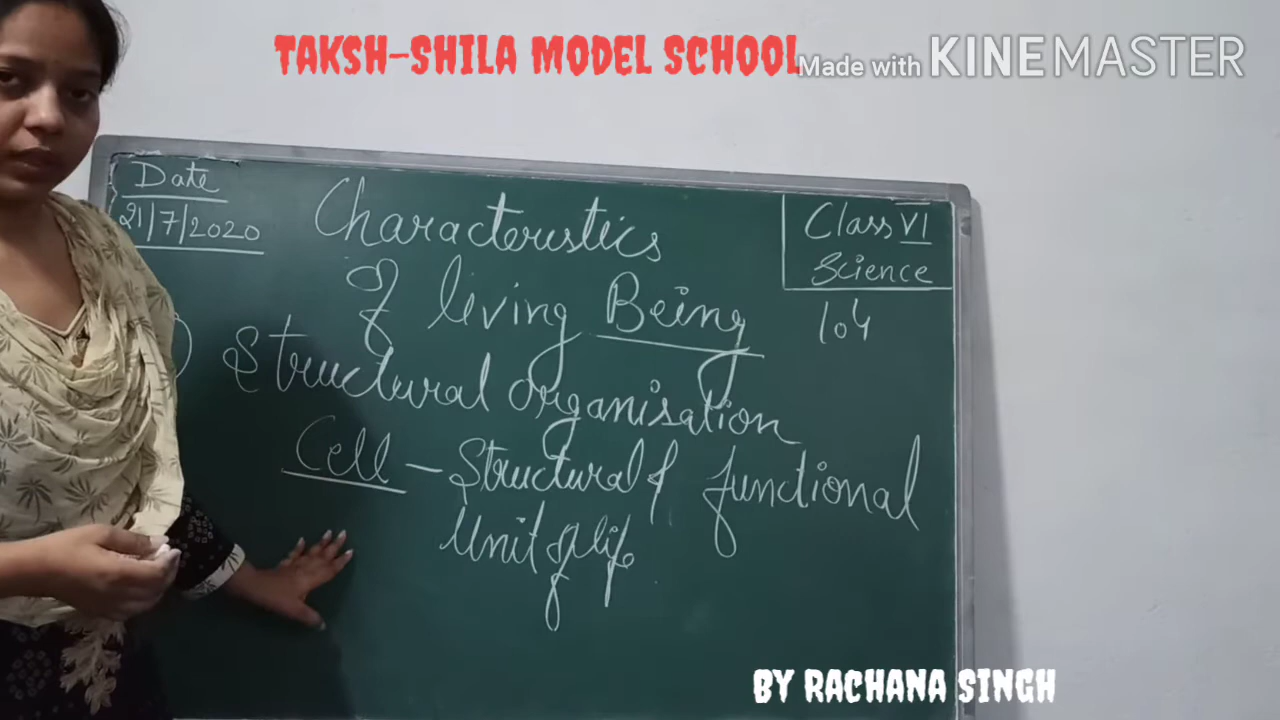 TAKSH-SHILA MODEL SCHOOL
Made with KINEMASTER
Date
21/7/2020
Class VI
Science
104
Characteristics
of living Being
) Structural organisation
Cell – Structural & functional
Unit of life
BY RACHANA SINGH